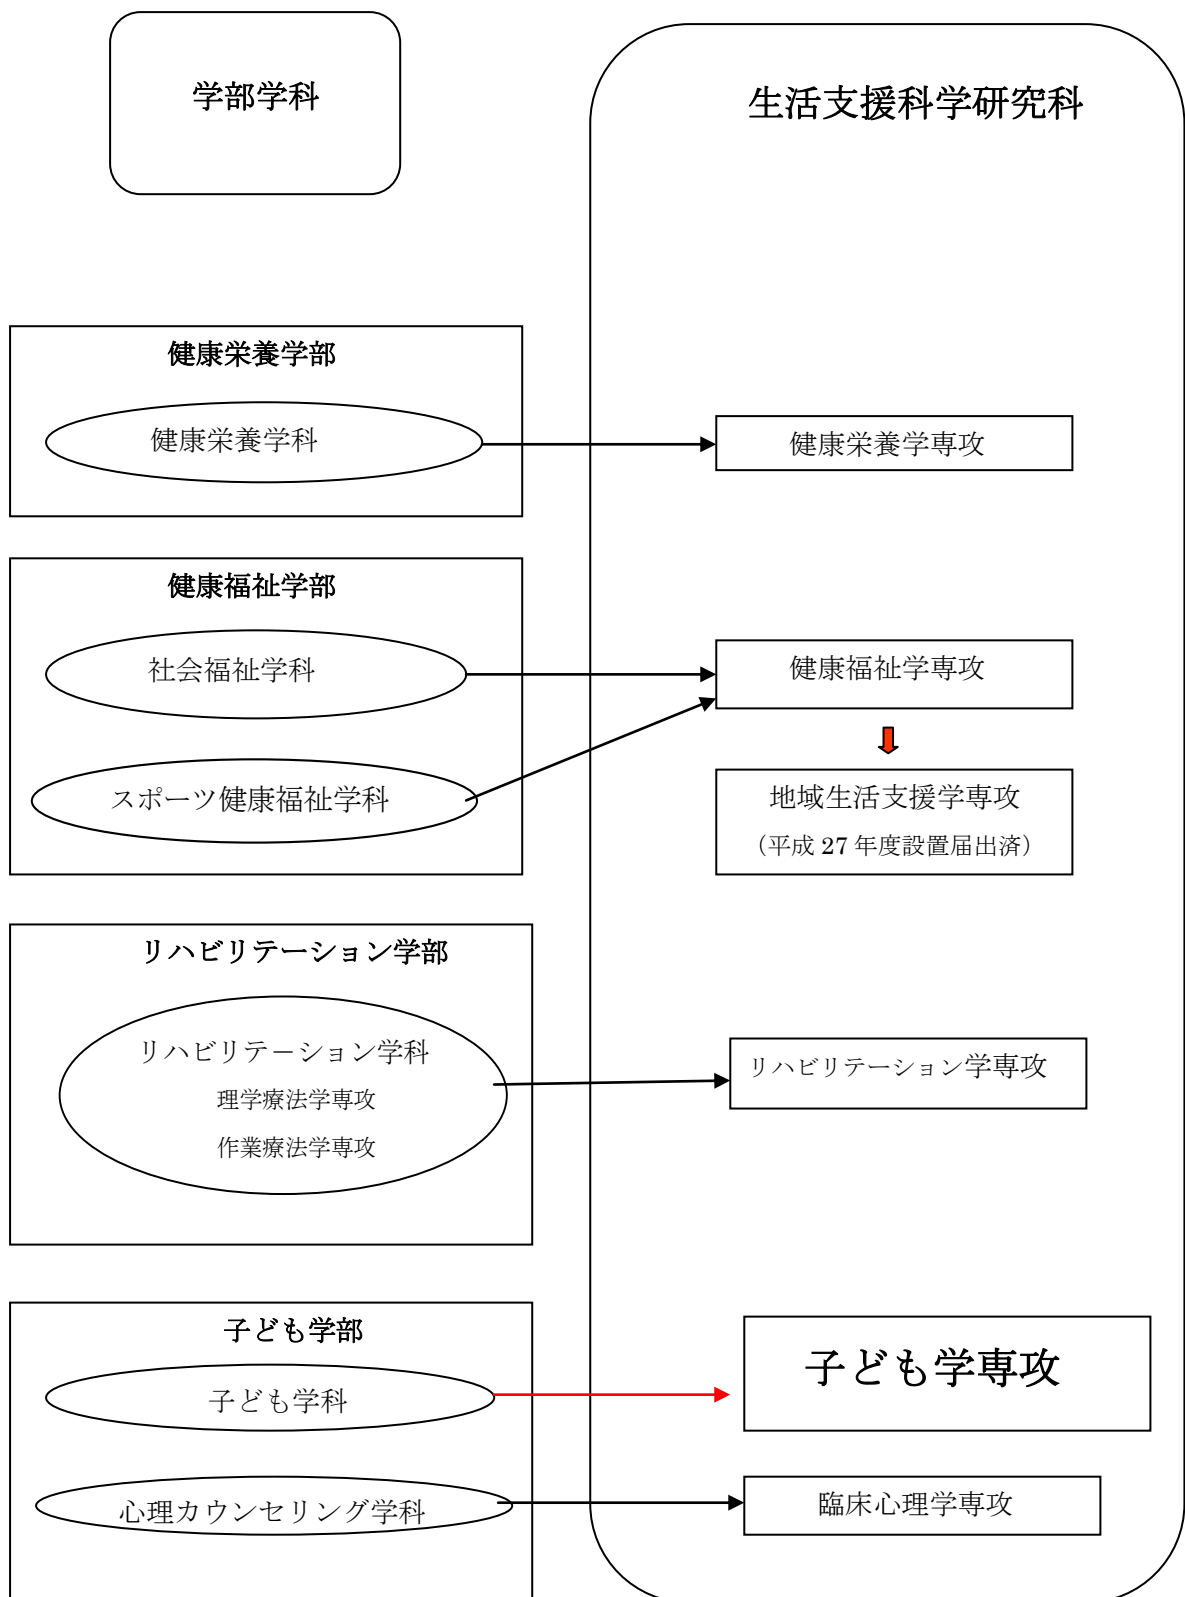 学部学科
生活支援科学研究科
健康栄養学部
健康栄養学科
健康栄養学専攻
健康福祉学部
社会福祉学科
健康福祉学専攻
スポーツ健康福祉学科
地域生活支援学専攻
（平成 27 年度設置届出済）
リハビリテーション学部
リハビリテーション学科
理学療法学専攻
作業療法学専攻
リハビリテーション学専攻
子ども学部
子ども学科
子ども学専攻
心理カウンセリング学科
臨床心理学専攻